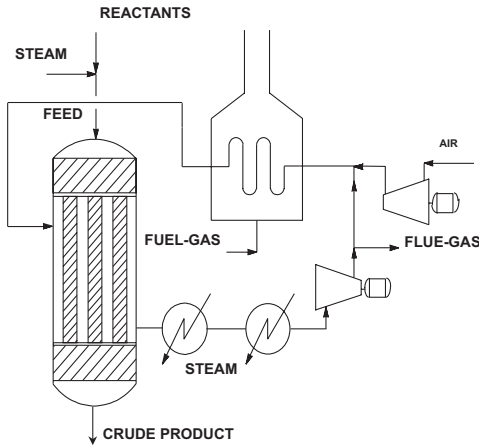 REACTANTS
STEAM
FEED
AIR
FUEL-GAS
FLUE-GAS
STEAM
CRUDE PRODUCT